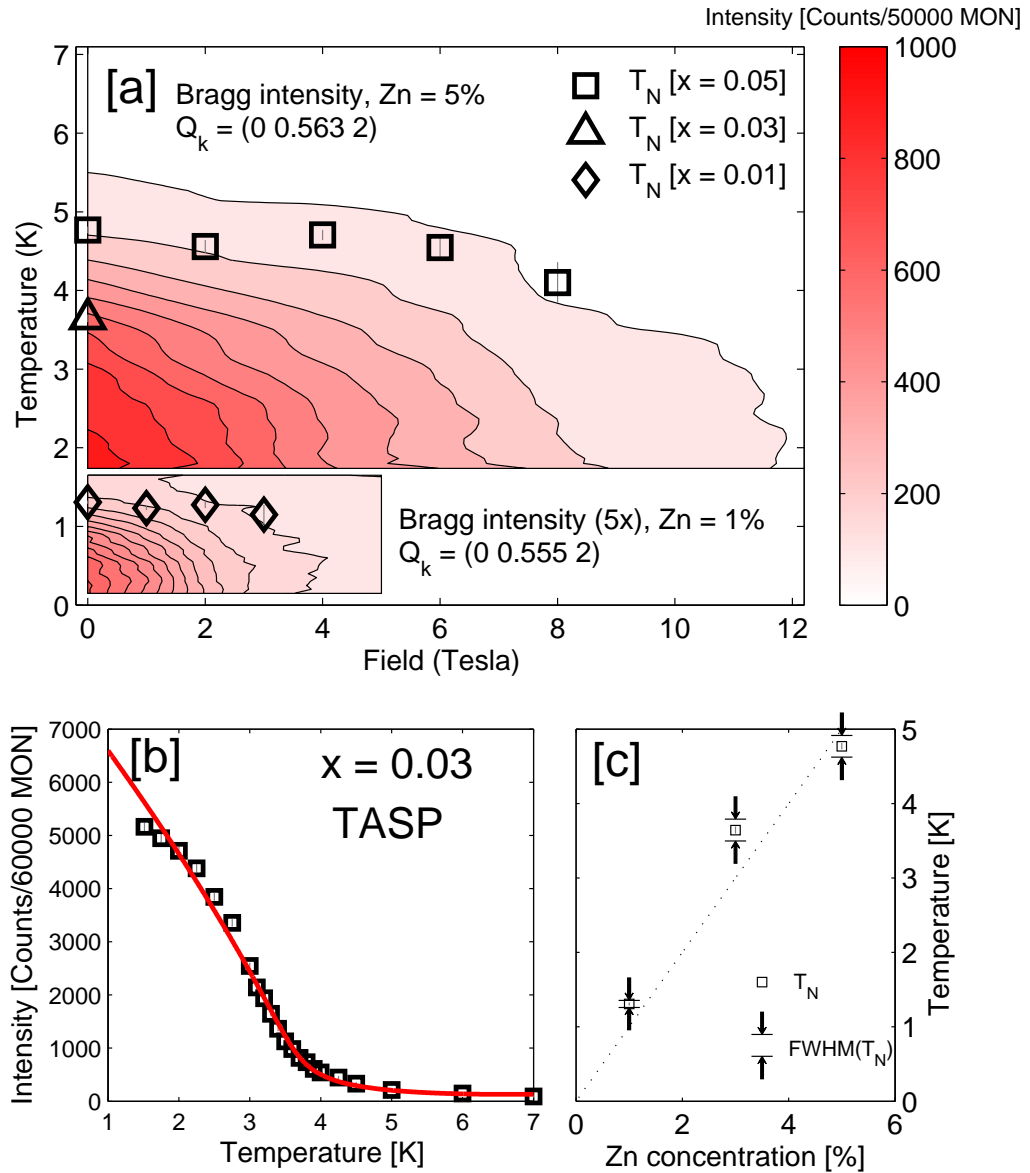 Intensity [Counts/50000 MON]
[a]
Bragg intensity, Zn = 5%
Q_k = (0 0.563 2)
T_N [x = 0.05]
T_N [x = 0.03]
T_N [x = 0.01]
7
6
5
4
3
2
1
0
Temperature (K)
Bragg intensity (5x), Zn = 1%
Q_k = (0 0.555 2)
0 2 4 6 8 10 12
Field (Tesla)
1000
800
600
400
200
0
[b]
x = 0.03
TASP
7000
6000
5000
4000
3000
2000
1000
0
Intensity [Counts/60000 MON]
1 2 3 4 5 6 7
Temperature [K]
[c]
T_N
FWHM(T_N)
5
4
3
2
1
0
Temperature [K]
0 2 4 6
Zn concentration [%]